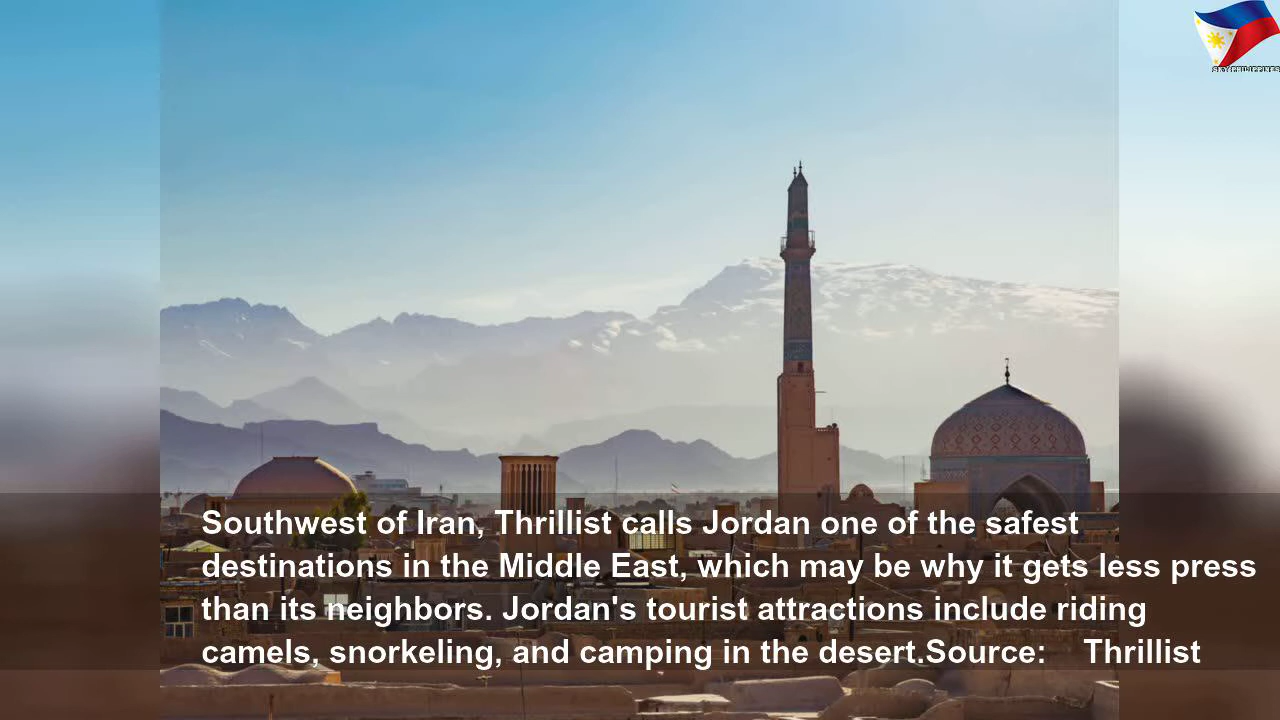 SKYPHILIPPINES
Southwest of Iran, Thrillist calls Jordan one of the safest
destinations in the Middle East, which may be why it gets less press
than its neighbors. Jordan's tourist attractions include riding
camels, snorkeling, and camping in the desert.Source: Thrillist